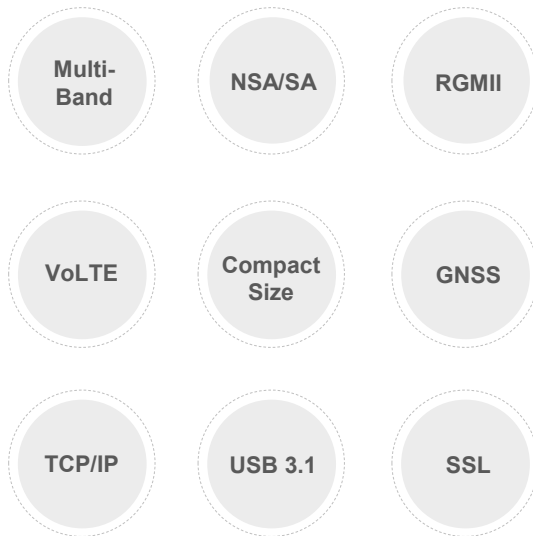 Multi-
Band
NSA/SA
RGMII
VoLTE
Compact
Size
GNSS
TCP/IP
USB 3.1
SSL